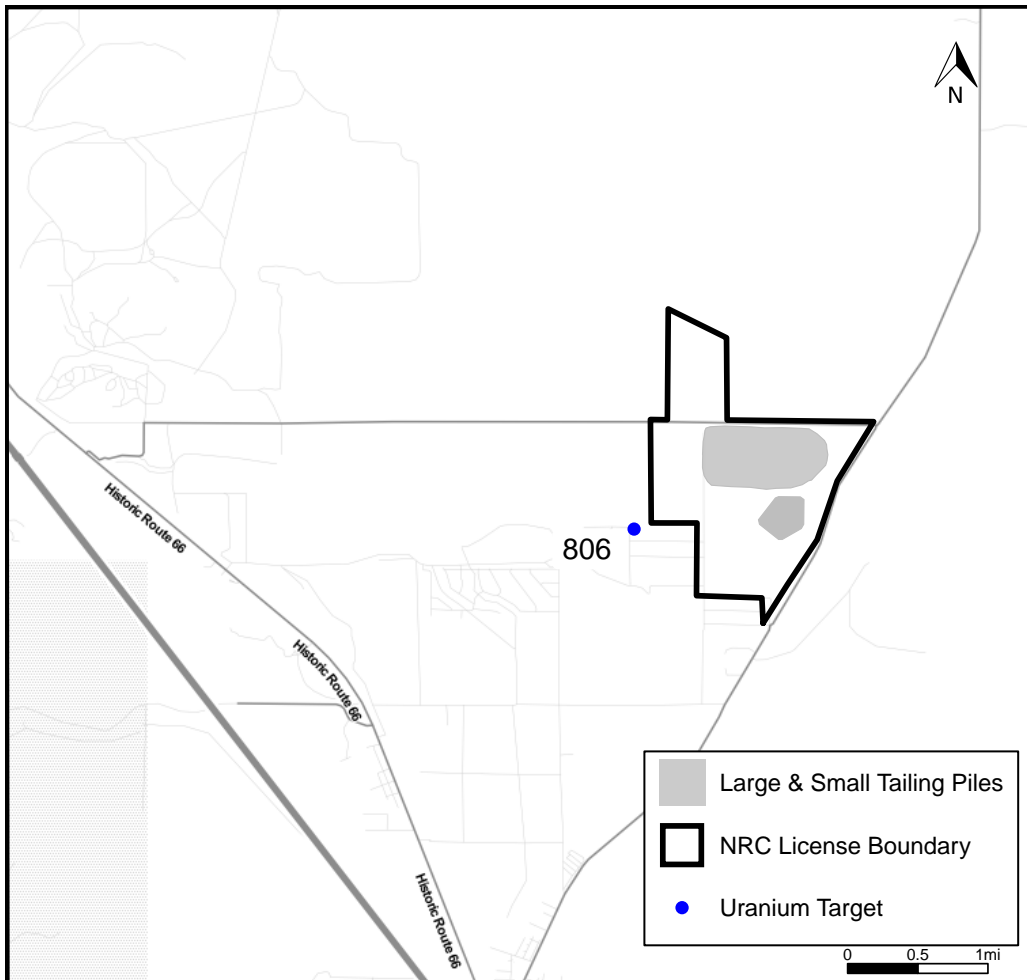 N
806
Historic Route 66
Historic Route 66
Historic Route 66
Large & Small Tailing Piles
NRC License Boundary
Uranium Target
0 0.5 1mi